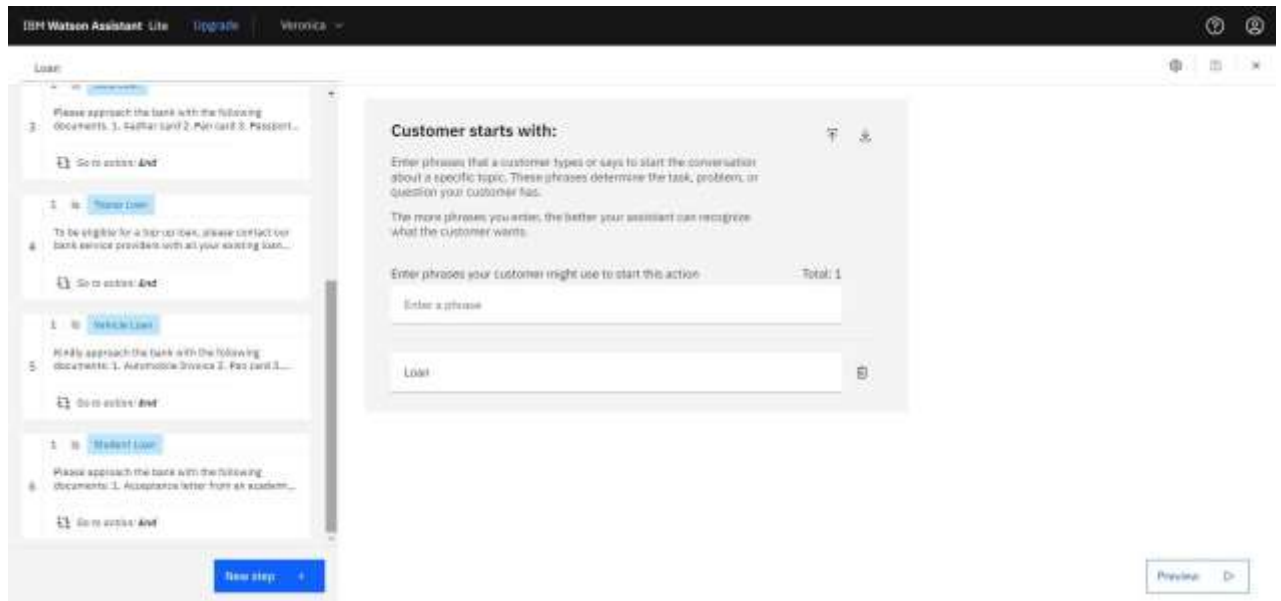 IBM Watson Assistant Lite Upgrade Veronica
Loan
1 is
Please approach the bank with the following
3 documents. 1. Aadhar card 2. Pan card 3. Passport...
Go to action: End
1 is Topup Loan
To be eligible for a top-up loan, please contact our
4 bank service providers with all your existing loan...
Go to action: End
1 is Vehicle Loan
Kindly approach the bank with the following
5 documents. 1. Automobile Invoice 2. Pan card 3....
Go to action: End
1 is Student Loan
Please approach the bank with the following
6 documents: 1. Acceptance letter from an academ...
Go to action: End
New step +
Customer starts with:
Enter phrases that a customer types or says to start the conversation
about a specific topic. These phrases determine the task, problem, or
question your customer has.
The more phrases you enter, the better your assistant can recognize
what the customer wants.
Enter phrases your customer might use to start this action Total: 1
Enter a phrase
Loan
Preview